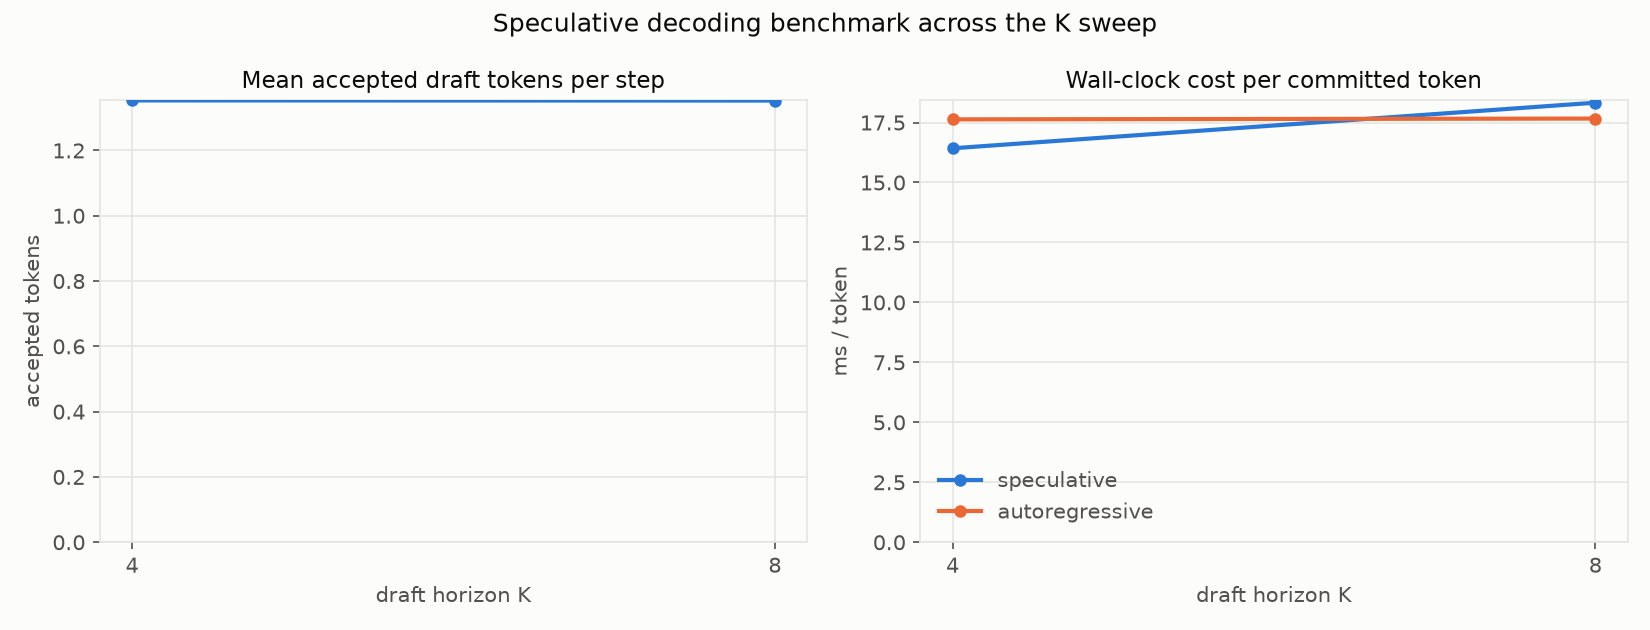 Speculative decoding benchmark across the K sweep
Mean accepted draft tokens per step
accepted tokens
1.2
1.0
0.8
0.6
0.4
0.2
0.0
4
8
draft horizon K
Wall-clock cost per committed token
ms / token
17.5
15.0
12.5
10.0
7.5
5.0
2.5
0.0
speculative
autoregressive
4
8
draft horizon K